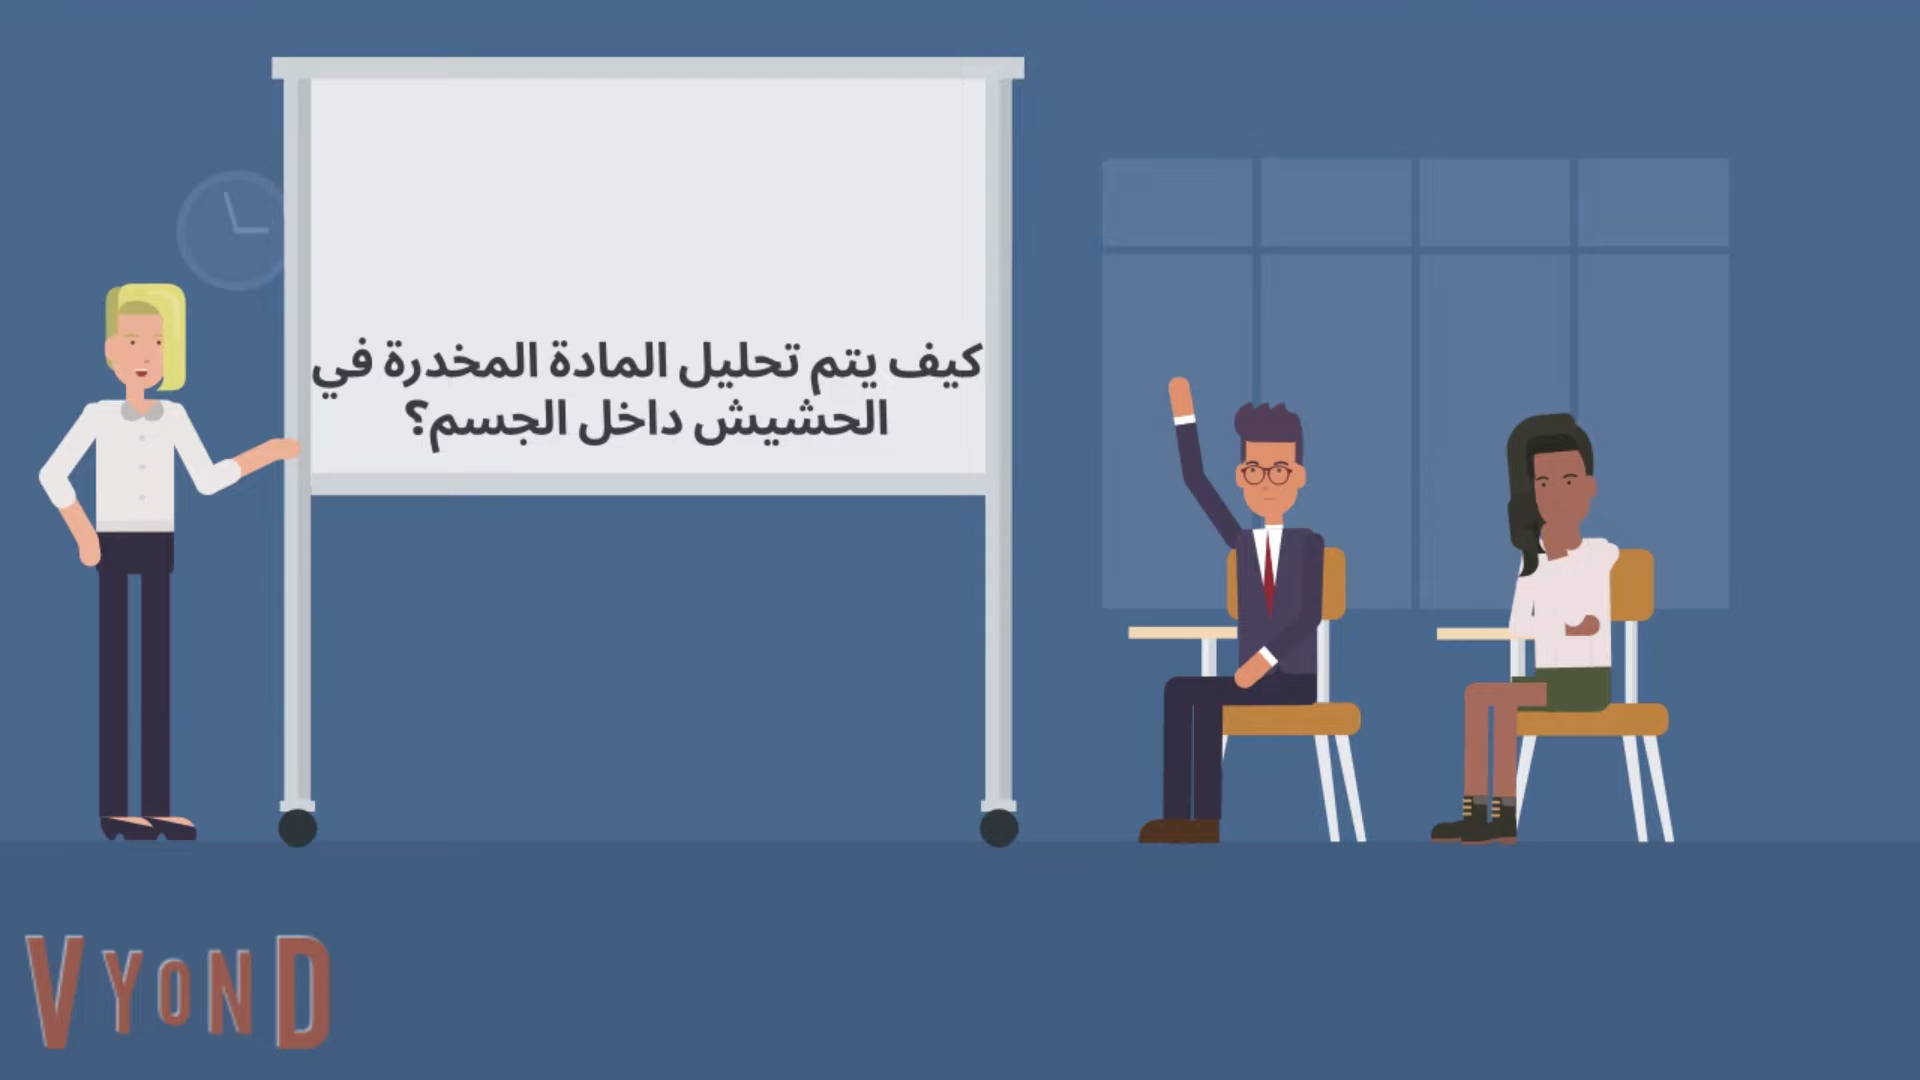 كيف يتم تحليل المادة المخدرة في
الحشيش داخل الجسم؟
VYOND